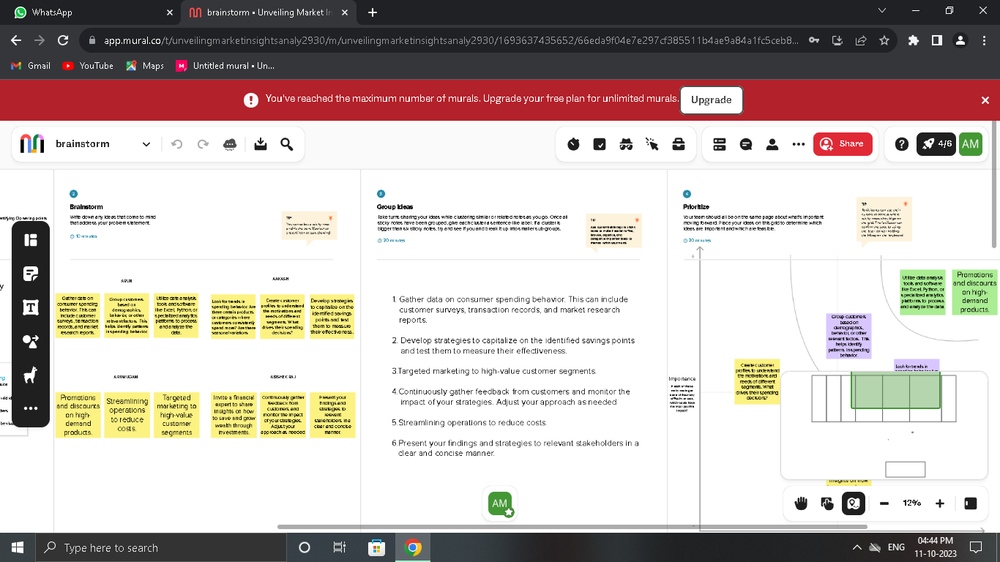 WhatsApp
brainstorm • Unveiling Market In
app.mural.co/t/unveilingmarketinsightsanaly2930/m/unveilingmarketinsightsanaly2930/1693637435652/66eda9f04e7e297cf385511b4ae9a84a1fc5ceb8...
Gmail
YouTube
Maps
Untitled mural • Un...
You've reached the maximum number of murals. Upgrade your free plan for unlimited murals.
Upgrade
brainstorm
Share
4/6
AM
2
Brainstorm
Write down any ideas that come to mind
that address your problem statement.
10 minutes
TIP
ARUN
AAKASH
Gather data on
consumer spending
behavior. This can
include customer
surveys, transaction
records, and market
research reports.
Group customers
based on
demographics,
behavior, or other
relevant factors. This
helps identify patterns
in spending behavior
Utilize data analysis
tools and software
like Excel, Python, or
specialized analytics
platforms to process
and analyze the
data.
Look for trends in
spending behavior. Are
there certain products
or categories where
customers consistently
spend more? Are there
seasonal variations
Create customer
profiles to understand
the motivations and
needs of different
segments. What
drives their spending
decisions?
Develop strategies
to capitalize on the
identified savings
points and test
them to measure
their effectiveness.
ARUMUGAM
ABISHEK RAJ
Promotions
and discounts
on high-
demand
products.
Streamlining
operations
to reduce
costs.
Targeted
marketing to
high-value
customer
segments
Invite a financial
expert to share
insights on how
to save and grow
wealth through
investments.
Continuously gather
feedback from
customers and
monitor the impact
of your strategies.
Adjust your
approach as needed
Present your
findings and
strategies to
relevant
stakeholders in a
clear and concise
manner.
3
Group ideas
Take turns sharing your ideas while clustering similar or related notes as you go. Once all
sticky notes have been grouped, give each cluster a sentence-like label. If a cluster is
bigger than six sticky notes, try and see if you and break it up into smaller sub-groups.
20 minutes
TIP
1. Gather data on consumer spending behavior. This can include
customer surveys, transaction records, and market research
reports.
2. Develop strategies to capitalize on the identified savings points
and test them to measure their effectiveness.
3.Targeted marketing to high-value customer segments.
4.Continuously gather feedback from customers and monitor the
impact of your strategies. Adjust your approach as needed
5.Streamlining operations to reduce costs.
6.Present your findings and strategies to relevant stakeholders in a
clear and concise manner.
AM
4
Prioritize
Your team should all be on the same page about what's important
moving forward. Place your ideas on this grid to determine which
ideas are important and which are feasible.
20 minutes
TIP
Utilize data analysis
tools and software
like Excel, Python, or
specialized analytics
platforms to process
and analyze the data.
Promotions
and discounts
on high-
demand
products.
Group customers
based on
demographics,
behavior, or other
relevant factors. This
helps identify
patterns in spending
behavior.
Look for trends in
Create customer
profiles to understand
the motivations and
needs of different
segments. What
drives their spending
decisions?
Importance
insights on how
12%
Type here to search
ENG
04:44 PM
11-10-2023